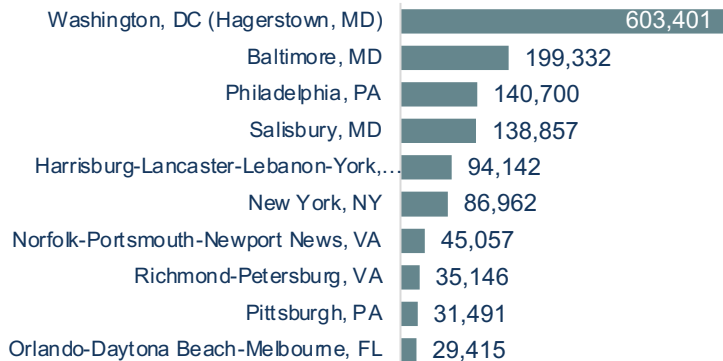 Washington, DC (Hagerstown, MD) 603,401
Baltimore, MD 199,332
Philadelphia, PA 140,700
Salisbury, MD 138,857
Harrisburg-Lancaster-Lebanon-York,... 94,142
New York, NY 86,962
Norfolk-Portsmouth-Newport News, VA 45,057
Richmond-Petersburg, VA 35,146
Pittsburgh, PA 31,491
Orlando-Daytona Beach-Melbourne, FL 29,415